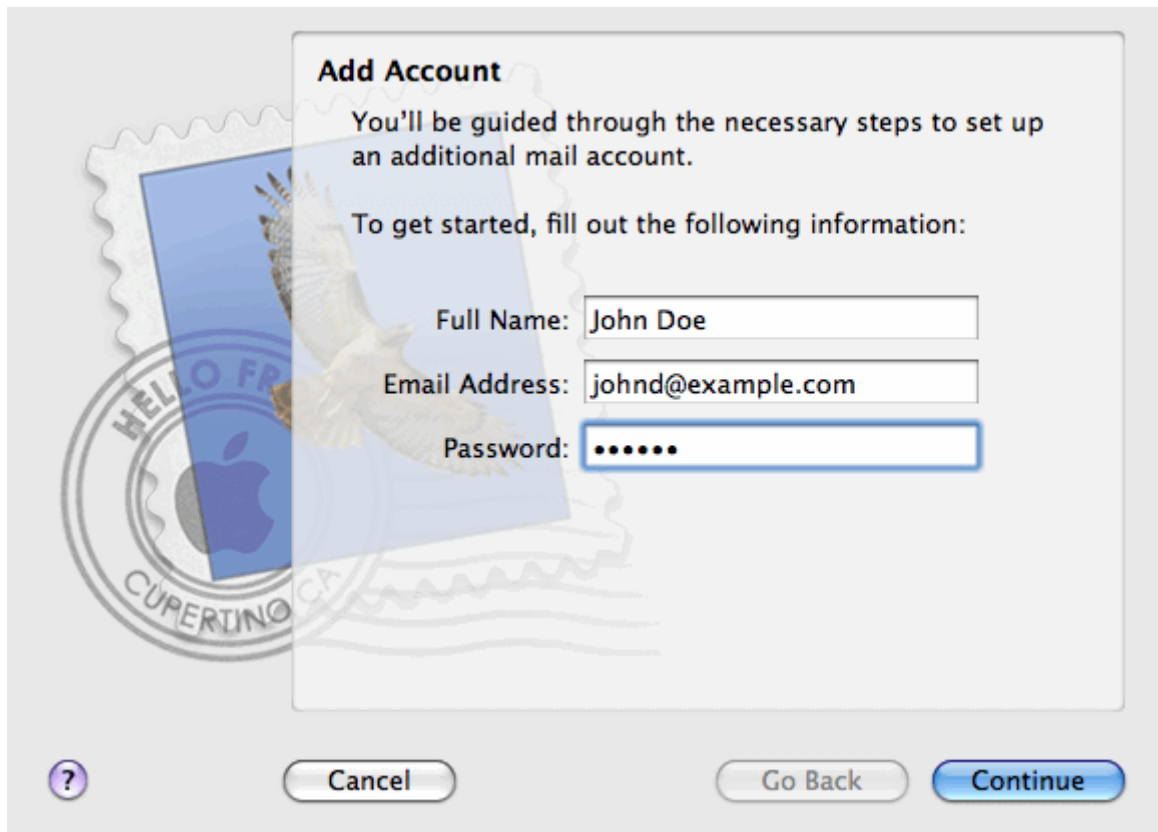 Add Account
You'll be guided through the necessary steps to set up
an additional mail account.
To get started, fill out the following information:
Full Name: John Doe
Email Address: johnd@example.com
Password: ••••••
HELLO FR
CUPERTINO CA
?
Cancel
Go Back
Continue